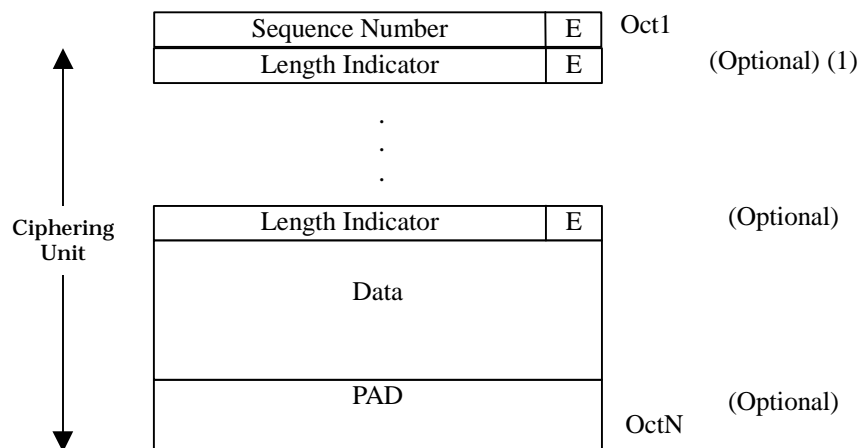 Sequence Number E Oct1
Length Indicator E (Optional) (1)
.
.
.
Length Indicator E (Optional)
Ciphering
Unit
Data
PAD (Optional)
OctN